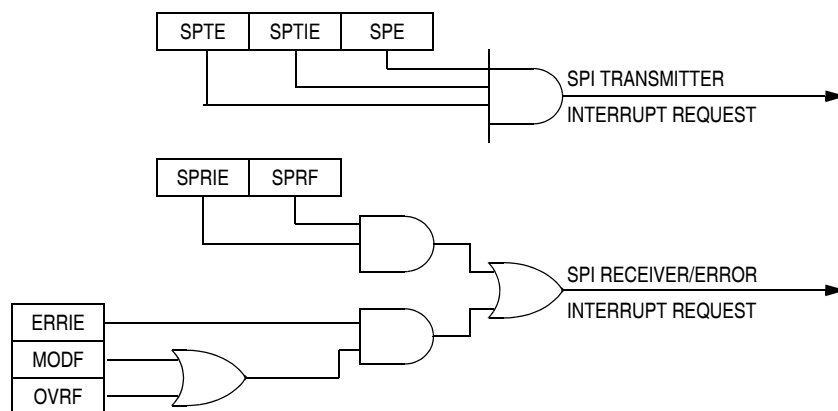 SPTE SPTIE SPE
SPI TRANSMITTER
INTERRUPT REQUEST
SPRIE SPRF
SPI RECEIVER/ERROR
INTERRUPT REQUEST
ERRIE
MODF
OVRF